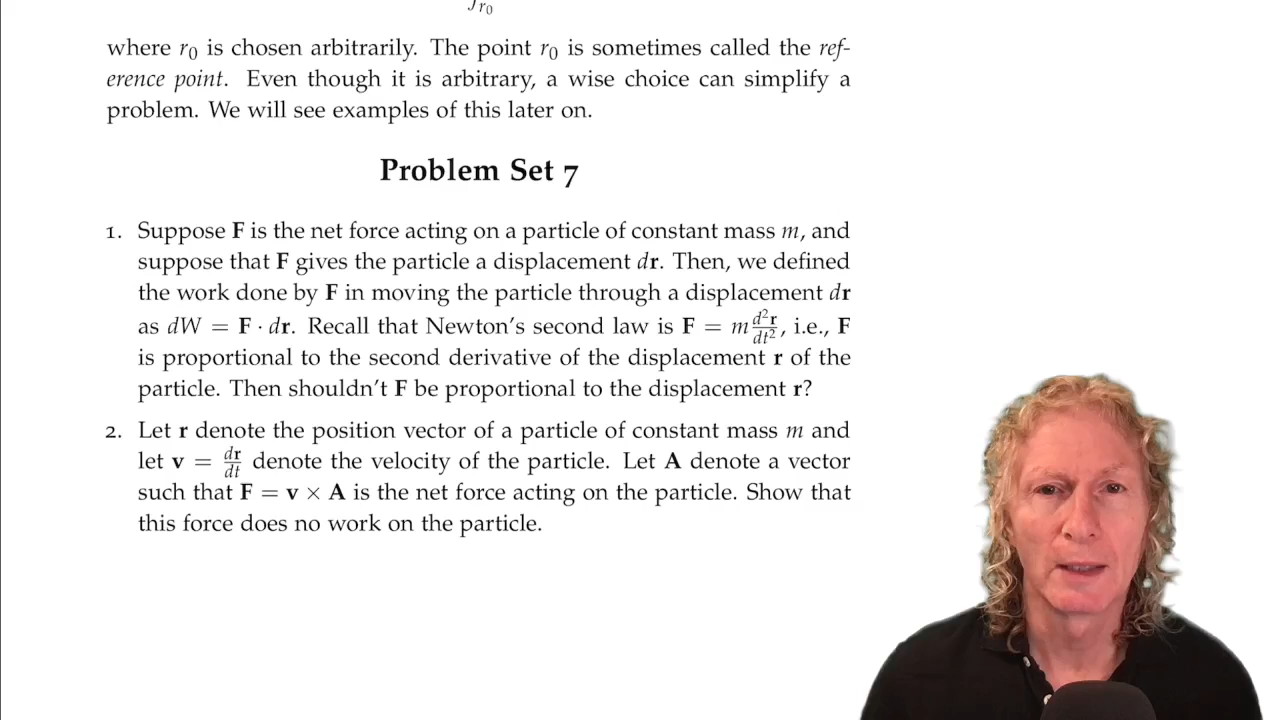 ∫r₀
where r₀ is chosen arbitrarily. The point r₀ is sometimes called the ref-
erence point. Even though it is arbitrary, a wise choice can simplify a
problem. We will see examples of this later on.
Problem Set 7
1. Suppose F is the net force acting on a particle of constant mass m, and
suppose that F gives the particle a displacement dr. Then, we defined
the work done by F in moving the particle through a displacement dr
as dW = F · dr. Recall that Newton's second law is F = m d²r/dt², i.e., F
is proportional to the second derivative of the displacement r of the
particle. Then shouldn't F be proportional to the displacement r?
2. Let r denote the position vector of a particle of constant mass m and
let v = dr/dt denote the velocity of the particle. Let A denote a vector
such that F = v × A is the net force acting on the particle. Show that
this force does no work on the particle.